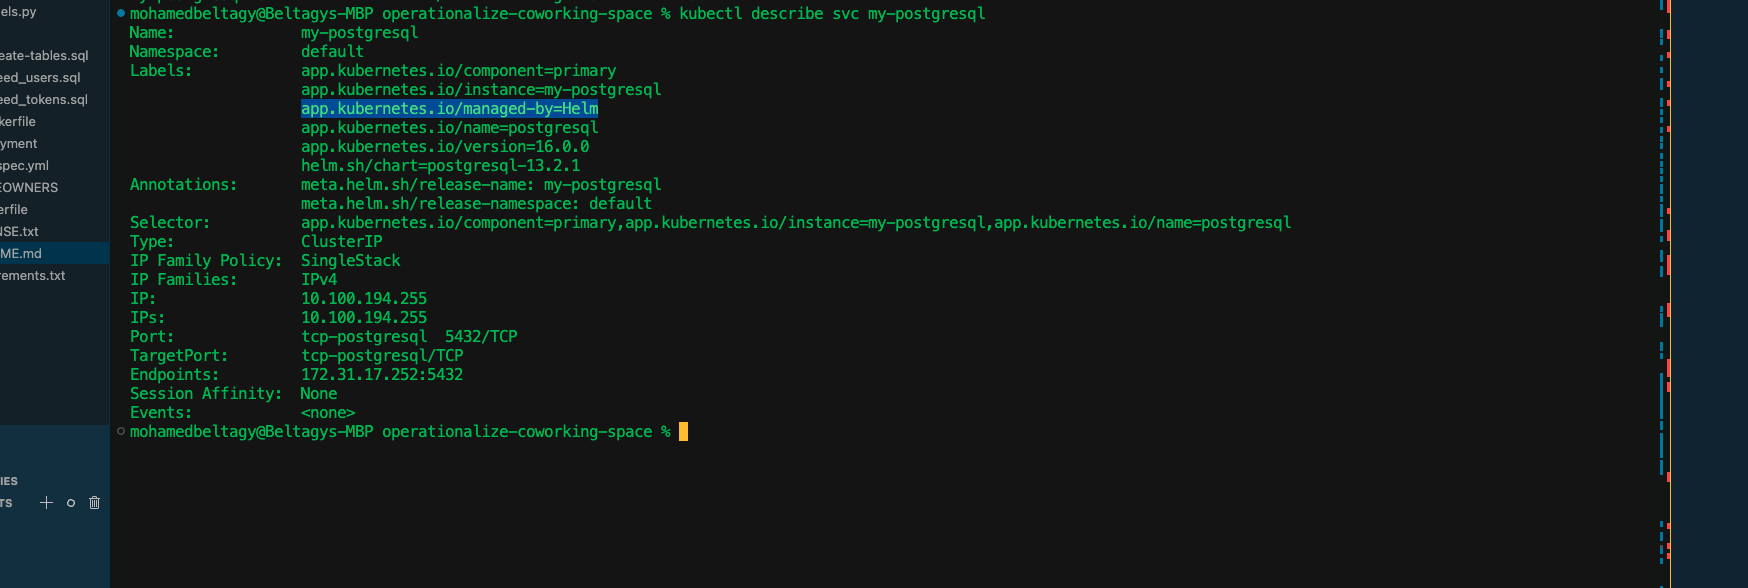 els.py
eate-tables.sql
eed_users.sql
eed_tokens.sql
kerfile
yment
spec.yml
EOWNERS
erfile
NSE.txt
ME.md
rements.txt
IES
TS
mohamedbeltagy@Beltagys-MBP operationalize-coworking-space % kubectl describe svc my-postgresql
Name: my-postgresql
Namespace: default
Labels: app.kubernetes.io/component=primary
app.kubernetes.io/instance=my-postgresql
app.kubernetes.io/managed-by=Helm
app.kubernetes.io/name=postgresql
app.kubernetes.io/version=16.0.0
helm.sh/chart=postgresql-13.2.1
Annotations: meta.helm.sh/release-name: my-postgresql
meta.helm.sh/release-namespace: default
Selector: app.kubernetes.io/component=primary,app.kubernetes.io/instance=my-postgresql,app.kubernetes.io/name=postgresql
Type: ClusterIP
IP Family Policy: SingleStack
IP Families: IPv4
IP: 10.100.194.255
IPs: 10.100.194.255
Port: tcp-postgresql 5432/TCP
TargetPort: tcp-postgresql/TCP
Endpoints: 172.31.17.252:5432
Session Affinity: None
Events: <none>
mohamedbeltagy@Beltagys-MBP operationalize-coworking-space %